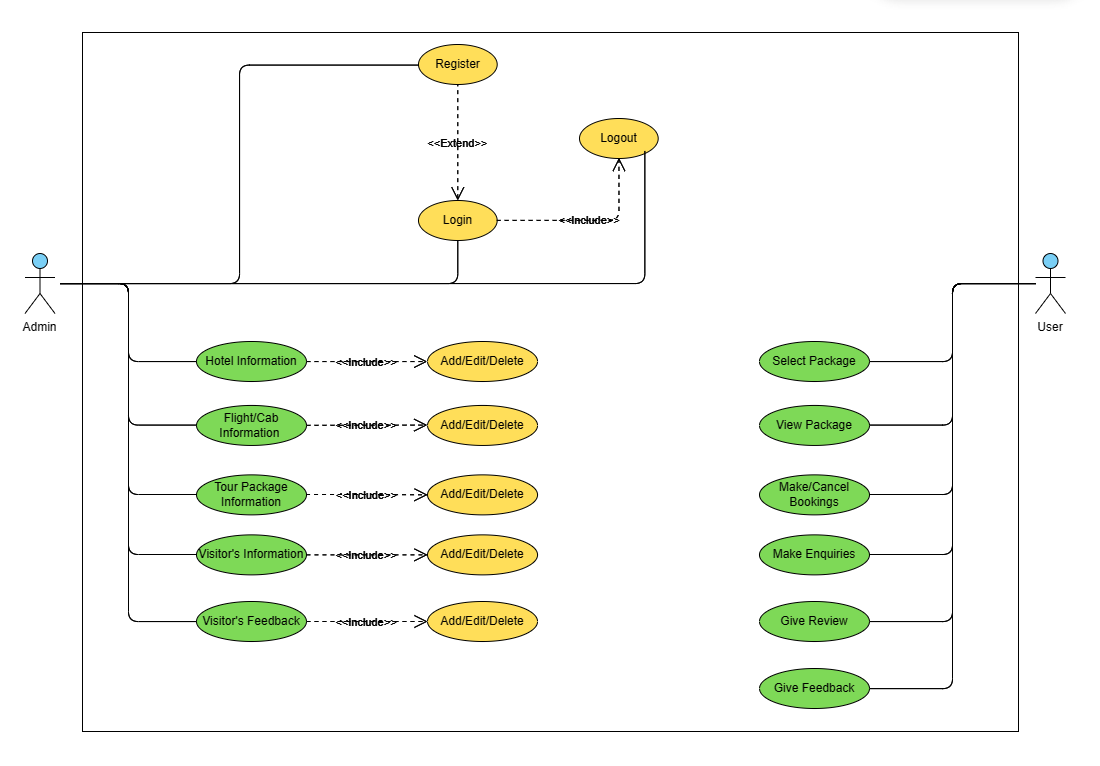 Register
<<Extend>>
Logout
Login
<<Include>>
Admin
User
Hotel Information
<<Include>>
Add/Edit/Delete
Select Package
Flight/Cab
Information
<<Include>>
Add/Edit/Delete
View Package
Tour Package
Information
<<Include>>
Add/Edit/Delete
Make/Cancel
Bookings
Visitor's Information
<<Include>>
Add/Edit/Delete
Make Enquiries
Visitor's Feedback
<<Include>>
Add/Edit/Delete
Give Review
Give Feedback